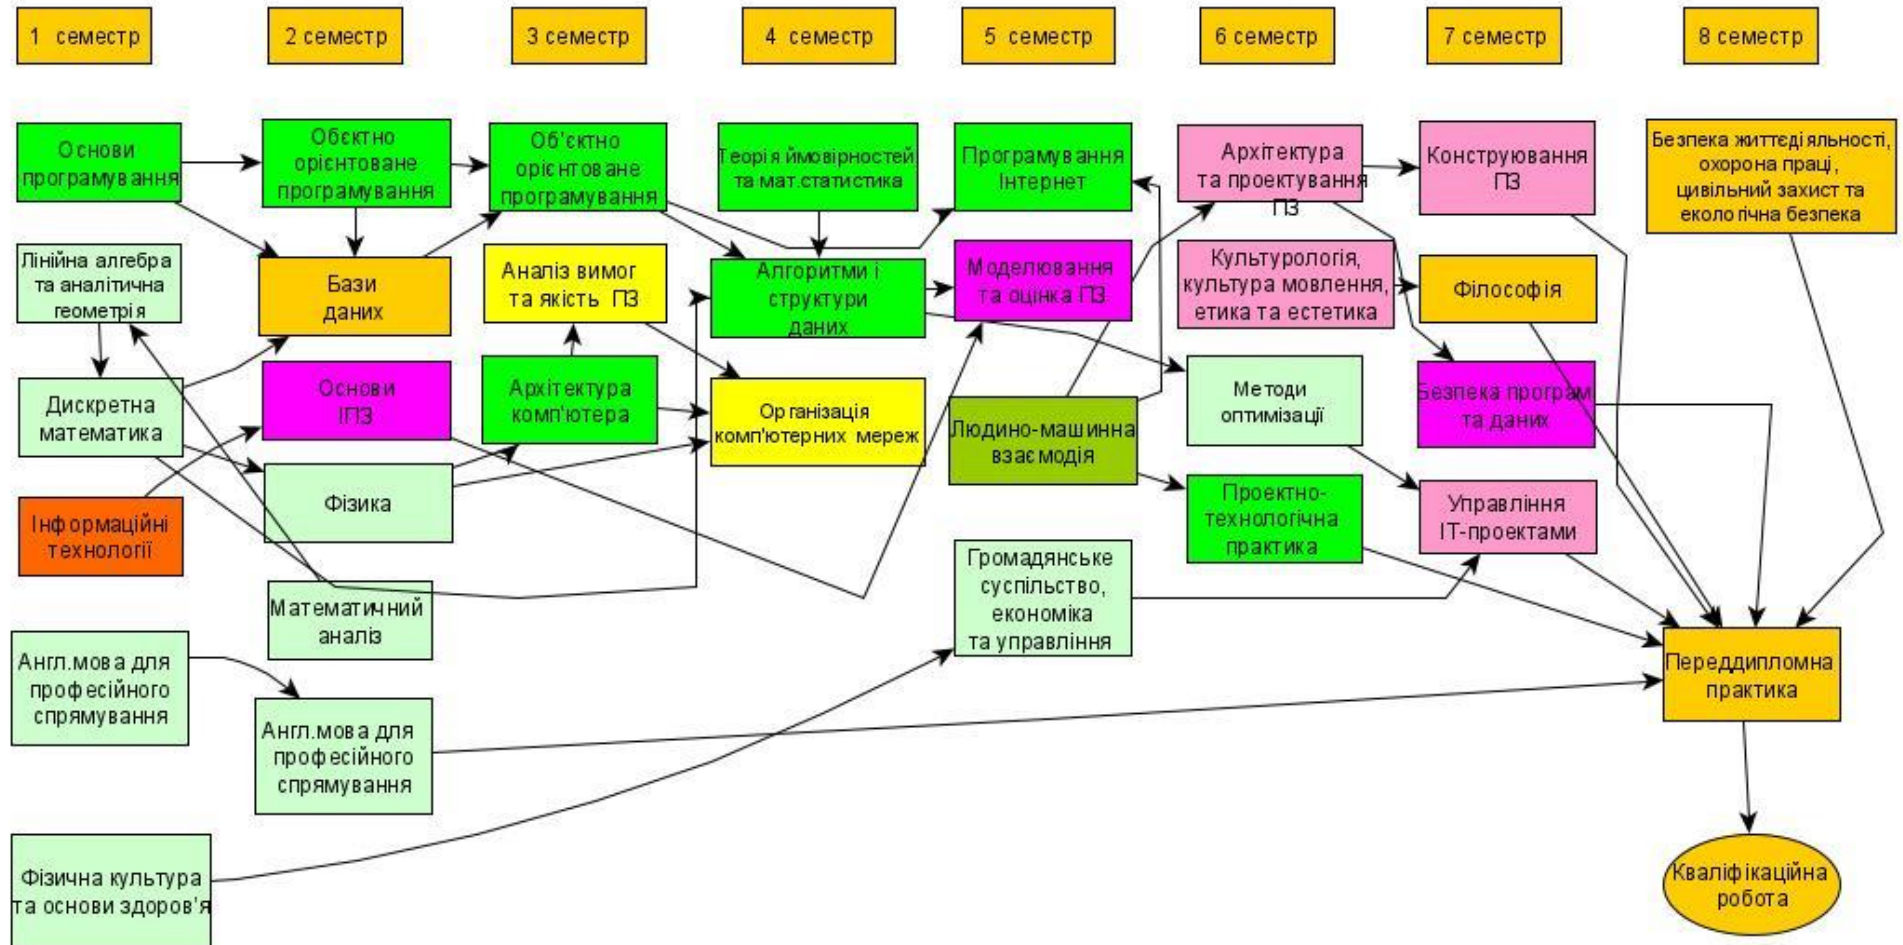 1 семестр
2 семестр
3 семестр
4 семестр
5 семестр
6 семестр
7 семестр
8 семестр
Основи
програмування
Обєктно
орієнтоване
програмування
Об'єктно
орієнтоване
програмування
Теорія ймовірностей
та мат.статистика
Програмування
Інтернет
Архітектура
та проектування
ПЗ
Конструювання
ПЗ
Безпека життєдіяльності,
охорона праці,
цивільний захист та
екологічна безпека
Лінійна алгебра
та аналітична
геометрія
Бази
даних
Аналіз вимог
та якість ПЗ
Алгоритми і
структури
даних
Моделювання
та оцінка ПЗ
Культурологія,
культура мовлення,
етика та естетика
Філософія
Дискретна
математика
Основи
ІПЗ
Архітектура
комп'ютера
Організація
комп'ютерних мереж
Людино-машинна
взаємодія
Методи
оптимізації
Безпека програм
та даних
Інформаційні
технології
Фізика
Проектно-
технологічна
практика
Управління
ІТ-проектами
Математичний
аналіз
Громадянське
суспільство,
економіка
та управління
Англ.мова для
професійного
спрямування
Англ.мова для
професійного
спрямування
Переддипломна
практика
Фізична культура
та основи здоров'я
Кваліфікаційна
робота